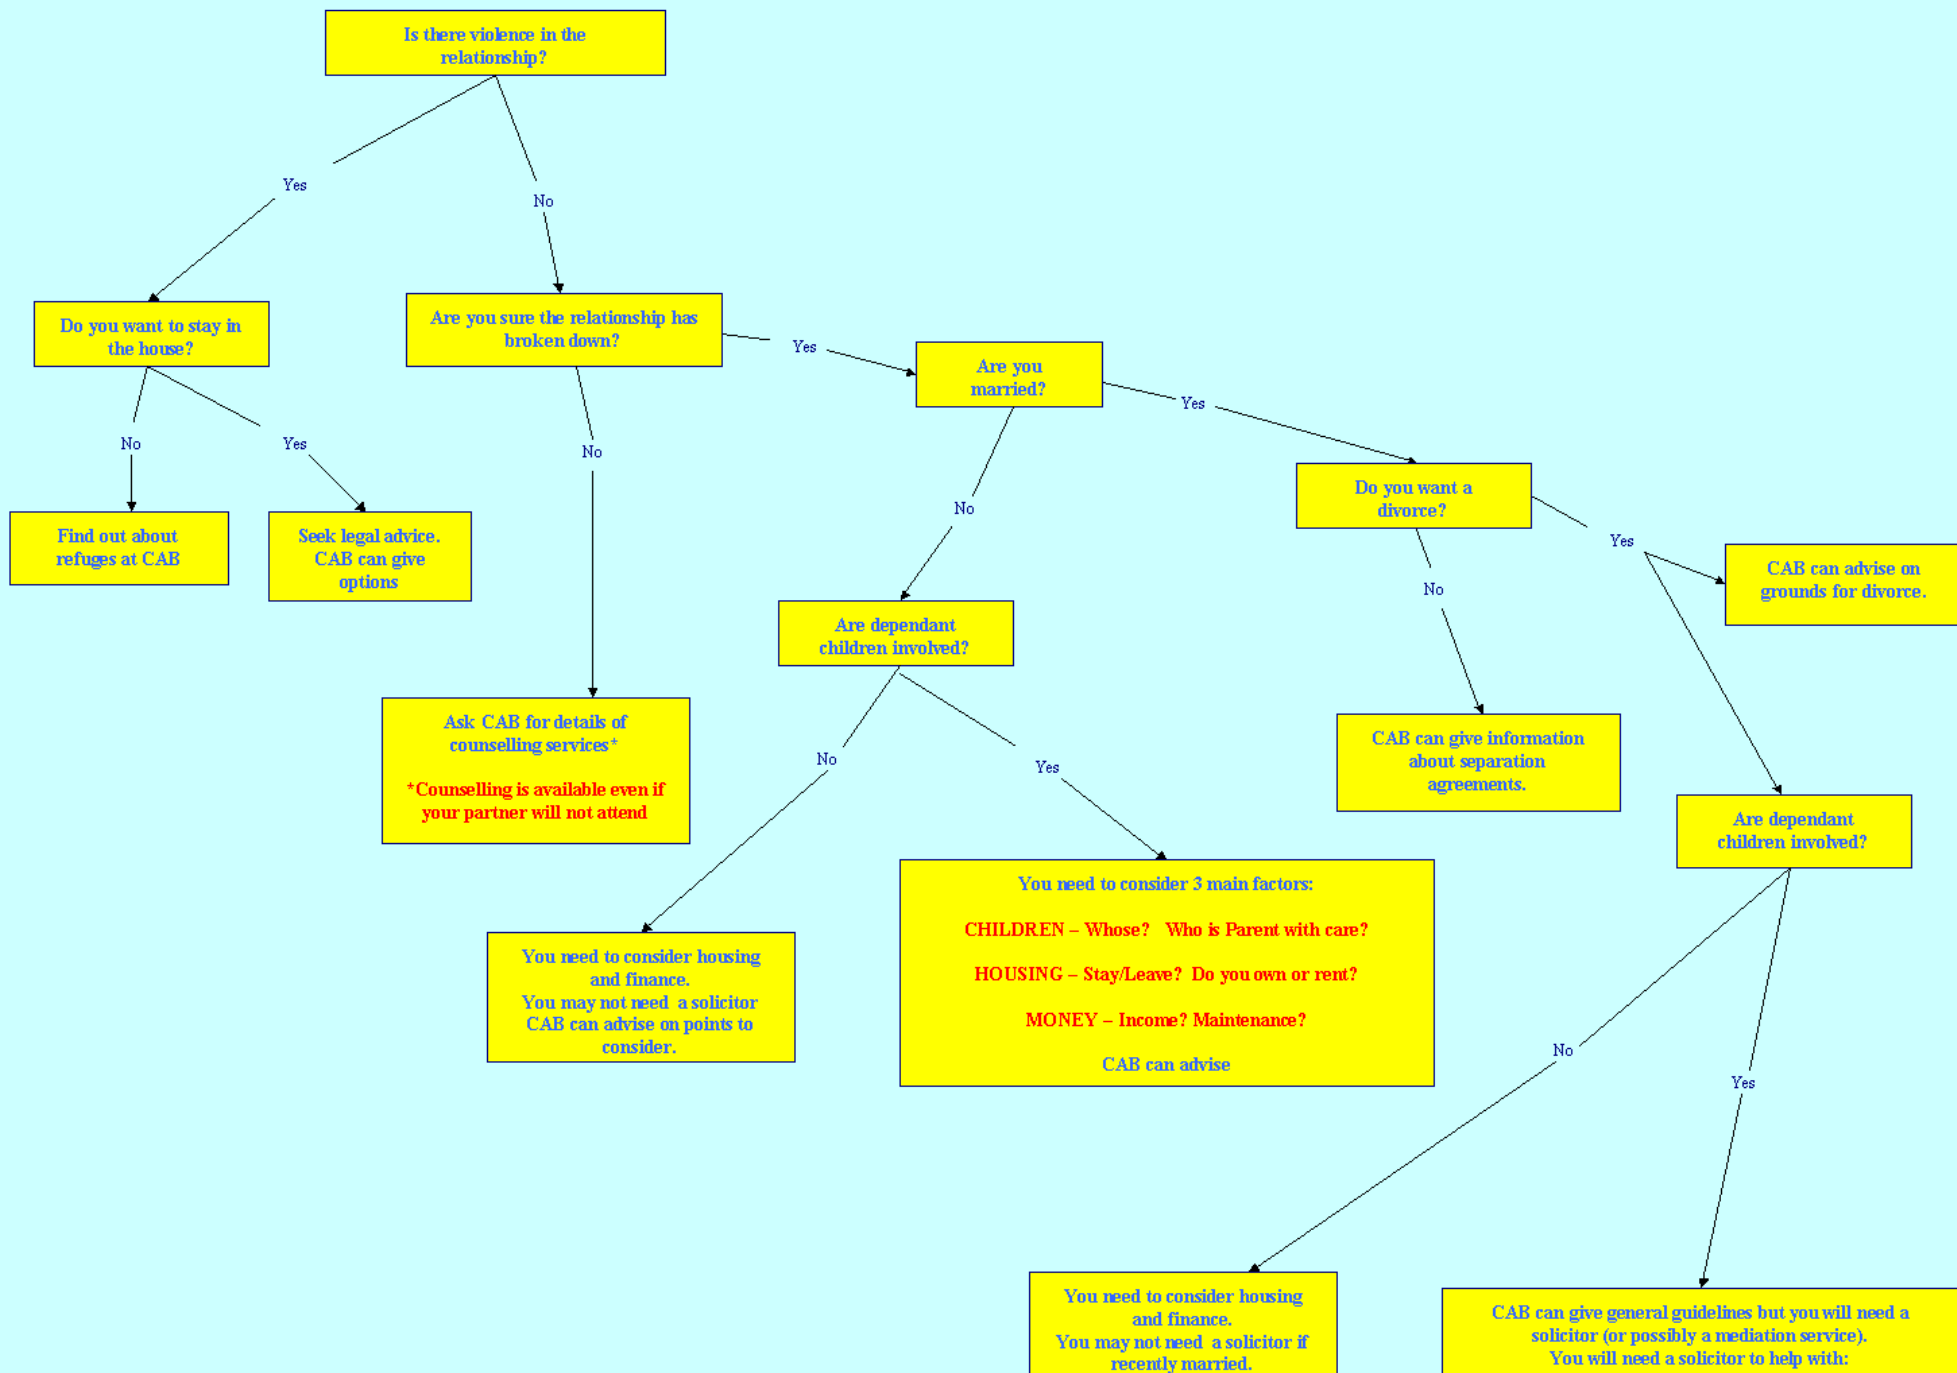 Is there violence in the
relationship?
Yes
No
Do you want to stay in
the house?
Are you sure the relationship has
broken down?
Yes
Are you
married?
Yes
No
Yes
No
No
Do you want a
divorce?
Yes
No
Find out about
refuges at CAB
Seek legal advice.
CAB can give
options
CAB can advise on
grounds for divorce.
Are dependant
children involved?
Ask CAB for details of
counselling services*
*Counselling is available even if
your partner will not attend
No
Yes
CAB can give information
about separation
agreements.
Are dependant
children involved?
You need to consider 3 main factors:
CHILDREN – Whose? Who is Parent with care?
HOUSING – Stay/Leave? Do you own or rent?
MONEY – Income? Maintenance?
CAB can advise
You need to consider housing
and finance.
You may not need a solicitor
CAB can advise on points to
consider.
No
Yes
You need to consider housing
and finance.
You may not need a solicitor if
recently married.
CAB can give general guidelines but you will need a
solicitor (or possibly a mediation service).
You will need a solicitor to help with: